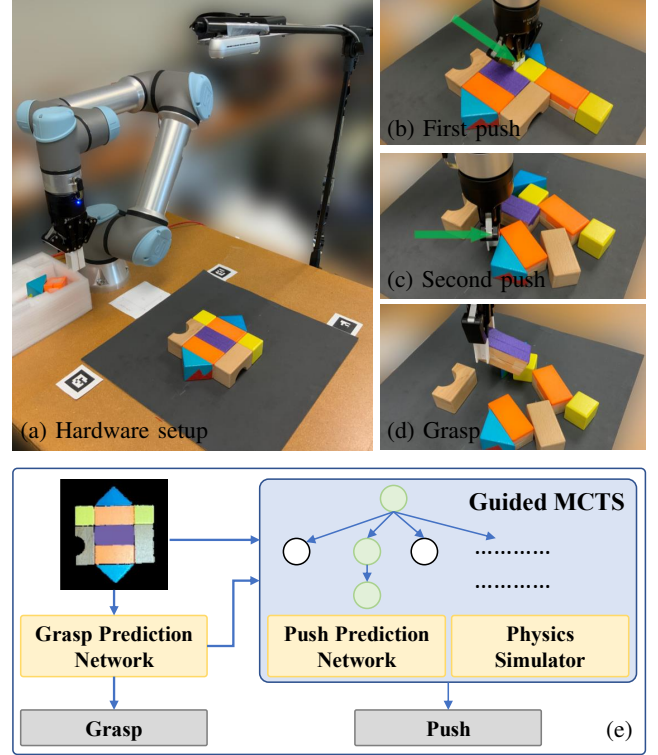 (a) Hardware setup
(b) First push
(c) Second push
(d) Grasp
Guided MCTS
…………
…………
Grasp Prediction
Network
Push Prediction
Network
Physics
Simulator
Grasp
Push
(e)